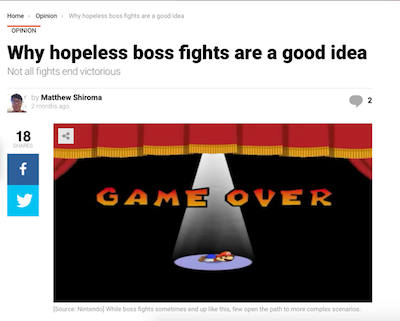 Home › Opinion › Why hopeless boss fights are a good idea
OPINION
Why hopeless boss fights are a good idea
Not all fights end victorious
by Matthew Shiroma
2 months ago
2
18
SHARES
GAME OVER
[Source: Nintendo] While boss fights sometimes end up like this, few open the path to more complex scenarios.